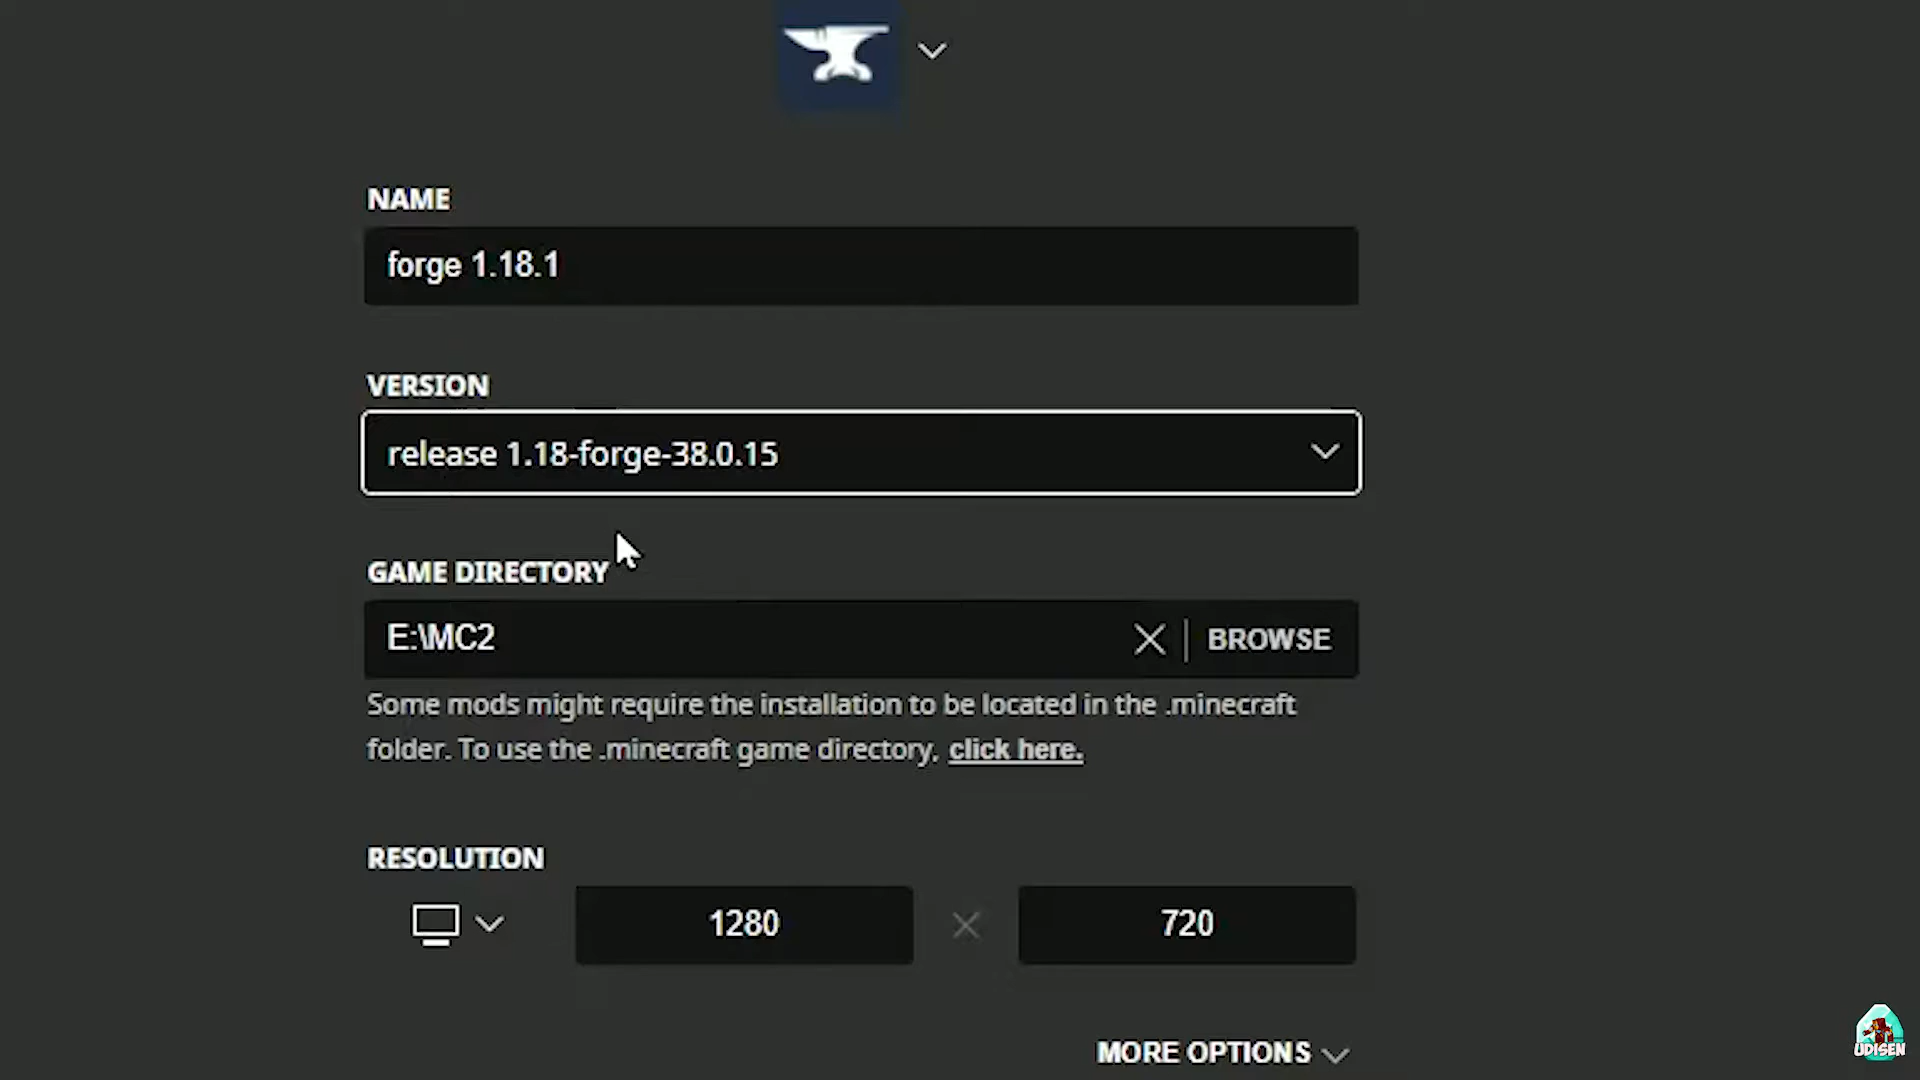 NAME
forge 1.18.1
VERSION
release 1.18-forge-38.0.15
GAME DIRECTORY
E:\MC2
BROWSE
Some mods might require the installation to be located in the .minecraft
folder. To use the .minecraft game directory, click here.
RESOLUTION
1280
720
MORE OPTIONS
UDISEN